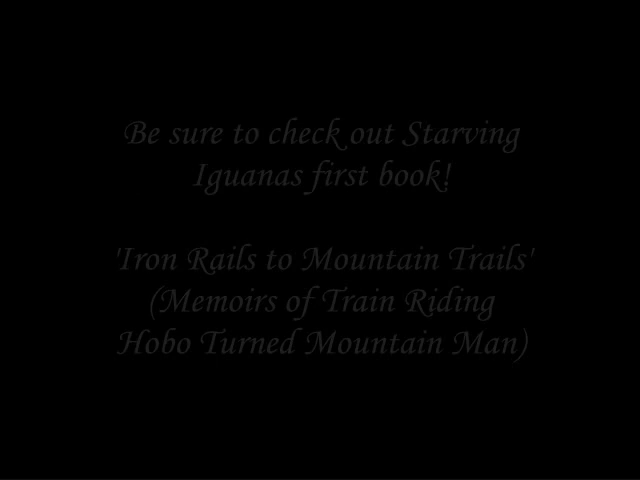 Be sure to check out Starving
Iguanas first book!
'Iron Rails to Mountain Trails'
(Memoirs of Train Riding
Hobo Turned Mountain Man)